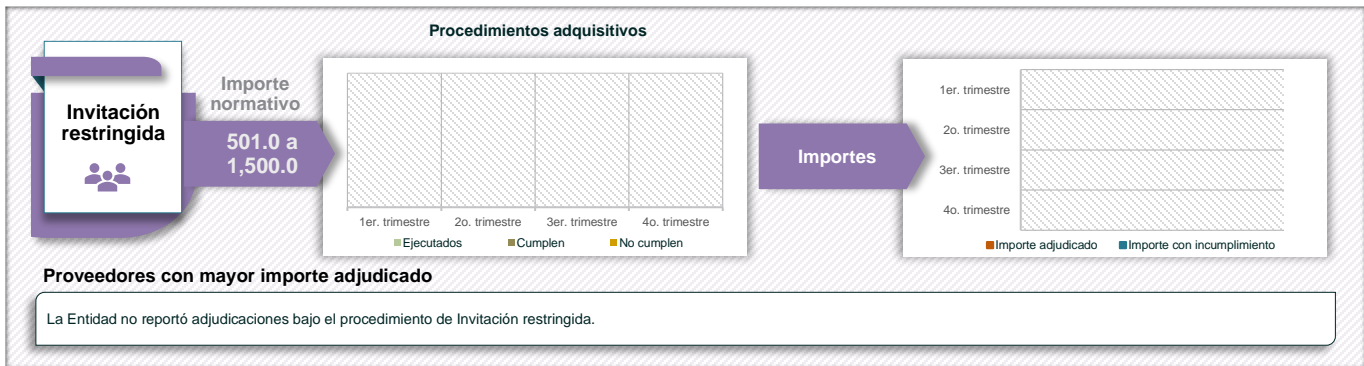 Procedimientos adquisitivos
Invitación
restringida
Importe
normativo
501.0 a
1,500.0
1er. trimestre 2o. trimestre 3er. trimestre 4o. trimestre
Ejecutados Cumplen No cumplen
Importes
1er. trimestre
2o. trimestre
3er. trimestre
4o. trimestre
Importe adjudicado Importe con incumplimiento
Proveedores con mayor importe adjudicado
La Entidad no reportó adjudicaciones bajo el procedimiento de Invitación restringida.